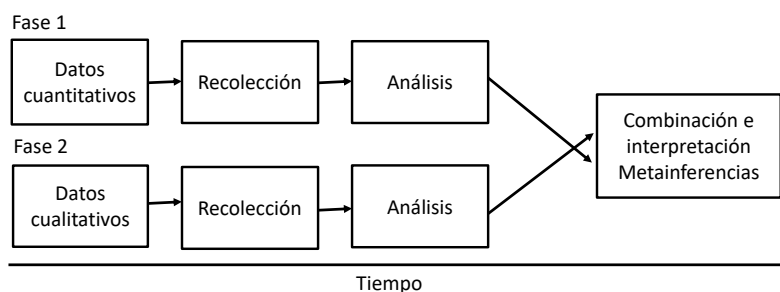 Fase 1
Datos
cuantitativos
Recolección
Análisis
Combinación e
interpretación
Metainferencias
Fase 2
Datos
cualitativos
Recolección
Análisis
Tiempo